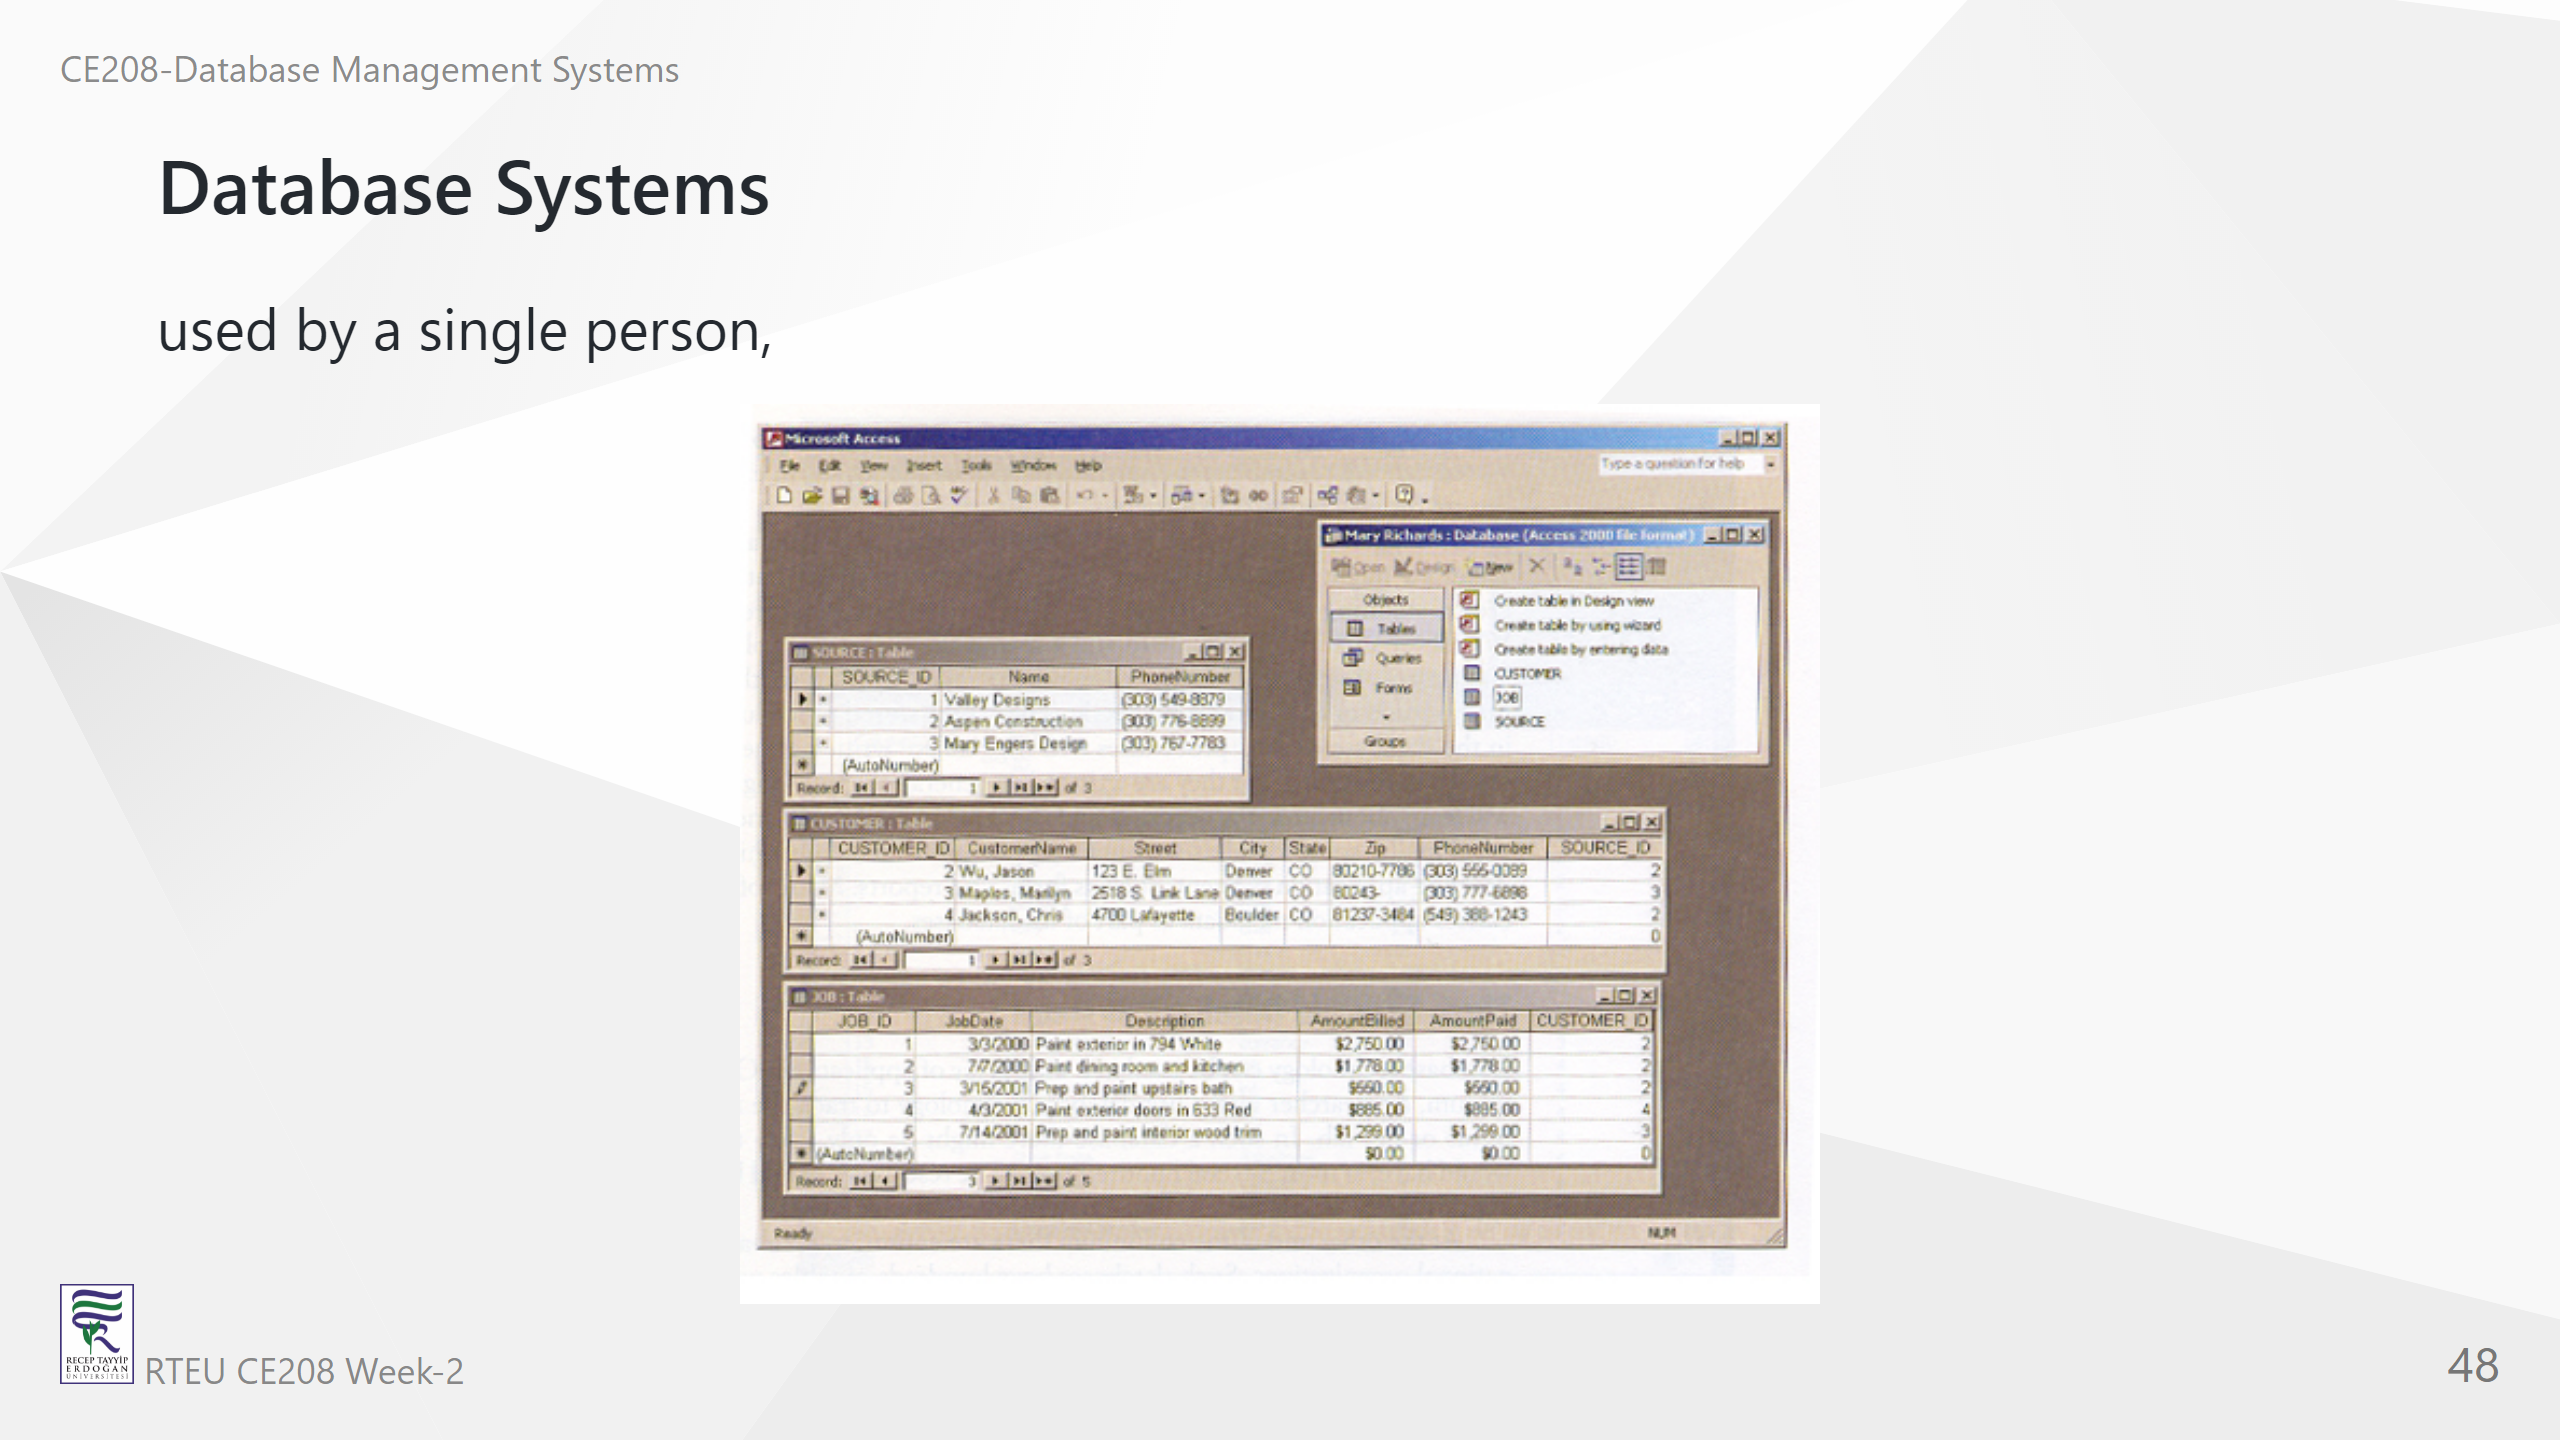 CE208-Database Management Systems
Database Systems
used by a single person,
Microsoft Access
File Edit View Insert Tools Window Help
Type a question for help
Mary Richards : Database (Access 2000 file format)
Open Design New
Objects
Tables
Queries
Forms
Groups
Create table in Design view
Create table by using wizard
Create table by entering data
CUSTOMER
JOB
SOURCE
SOURCE : Table
SOURCE_ID Name PhoneNumber
1 Valley Designs (303) 549-8879
2 Aspen Construction (303) 776-8899
3 Mary Engers Design (303) 767-7783
(AutoNumber)
Record: 1 of 3
CUSTOMER : Table
CUSTOMER_ID CustomerName Street City State Zip PhoneNumber SOURCE_ID
2 Wu, Jason 123 E. Elm Denver CO 80210-7786 (303) 555-0089 2
3 Maples, Marilyn 2518 S. Link Lane Denver CO 80243- (303) 777-6898 3
4 Jackson, Chris 4700 Lafayette Boulder CO 81237-3484 (549) 388-1243 2
(AutoNumber) 0
Record: 1 of 3
JOB : Table
JOB_ID JobDate Description AmountBilled AmountPaid CUSTOMER_ID
1 3/3/2000 Paint exterior in 794 White $2,750.00 $2,750.00 2
2 7/7/2000 Paint dining room and kitchen $1,778.00 $1,778.00 2
3 3/15/2001 Prep and paint upstairs bath $550.00 $550.00 2
4 4/3/2001 Paint exterior doors in 633 Red $885.00 $885.00 4
5 7/14/2001 Prep and paint interior wood trim $1,299.00 $1,299.00 3
(AutoNumber) $0.00 $0.00 0
Record: 3 of 5
Ready NUM
RECEP TAYYİP
ERDOĞAN
ÜNİVERSİTESİ
RTEU CE208 Week-2
48